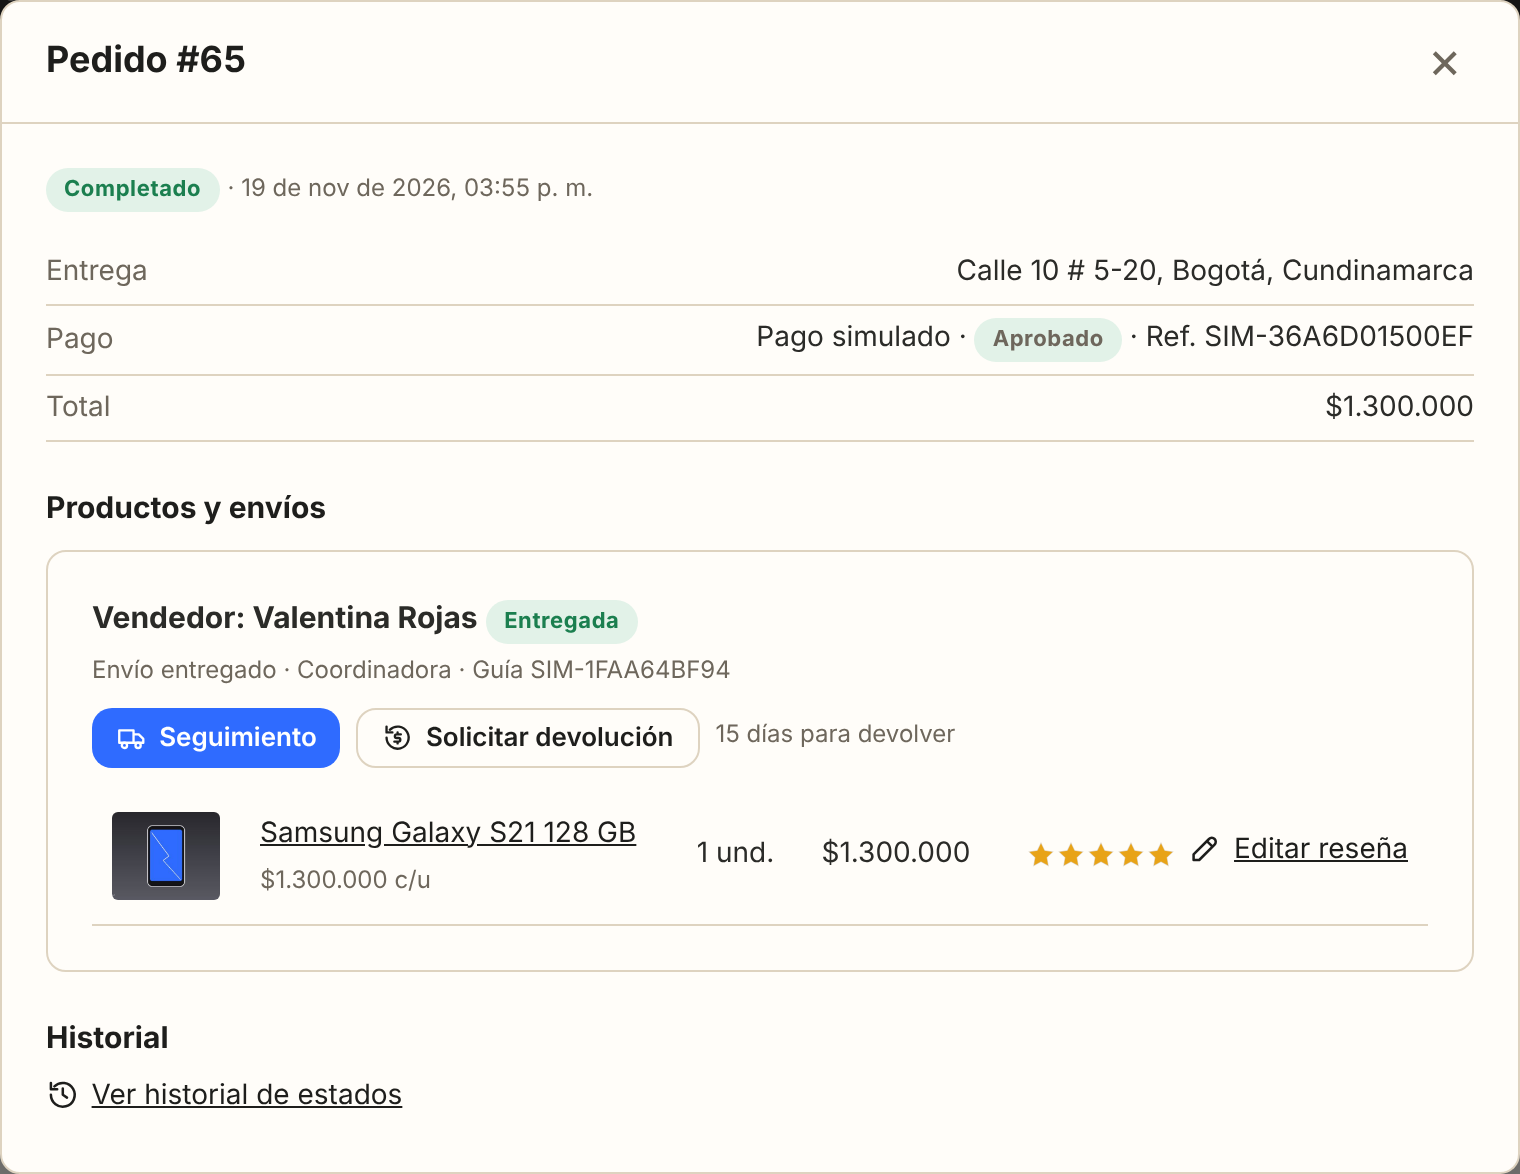 Pedido #65
Completado · 19 de nov de 2026, 03:55 p. m.
Entrega Calle 10 # 5-20, Bogotá, Cundinamarca
Pago Pago simulado · Aprobado · Ref. SIM-36A6D01500EF
Total $1.300.000
Productos y envíos
Vendedor: Valentina Rojas Entregada
Envío entregado · Coordinadora · Guía SIM-1FAA64BF94
Seguimiento Solicitar devolución 15 días para devolver
Samsung Galaxy S21 128 GB 1 und. $1.300.000 Editar reseña
$1.300.000 c/u
Historial
Ver historial de estados